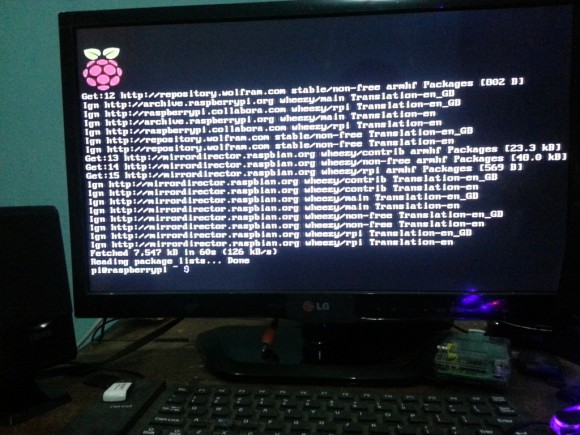 Get:12 http://repository.wolfram.com stable/non-free armhf Packages [802 B]
Ign http://archive.raspberrypi.org wheezy/main Translation-en_GB
Ign http://raspberrypi.collabora.com wheezy/rpi Translation-en_GB
Ign http://archive.raspberrypi.org wheezy/main Translation-en
Ign http://raspberrypi.collabora.com wheezy/rpi Translation-en
Ign http://repository.wolfram.com stable/non-free Translation-en_GB
Ign http://repository.wolfram.com stable/non-free Translation-en
Get:13 http://mirrordirector.raspbian.org wheezy/contrib armhf Packages [23.3 kB]
Get:14 http://mirrordirector.raspbian.org wheezy/non-free armhf Packages [48.0 kB]
Get:15 http://mirrordirector.raspbian.org wheezy/rpi armhf Packages [569 B]
Ign http://mirrordirector.raspbian.org wheezy/contrib Translation-en_GB
Ign http://mirrordirector.raspbian.org wheezy/contrib Translation-en
Ign http://mirrordirector.raspbian.org wheezy/main Translation-en_GB
Ign http://mirrordirector.raspbian.org wheezy/main Translation-en
Ign http://mirrordirector.raspbian.org wheezy/non-free Translation-en_GB
Ign http://mirrordirector.raspbian.org wheezy/non-free Translation-en
Ign http://mirrordirector.raspbian.org wheezy/rpi Translation-en_GB
Ign http://mirrordirector.raspbian.org wheezy/rpi Translation-en
Fetched 7,547 kB in 60s (126 kB/s)
Reading package lists... Done
pi@raspberrypi ~ $
LG